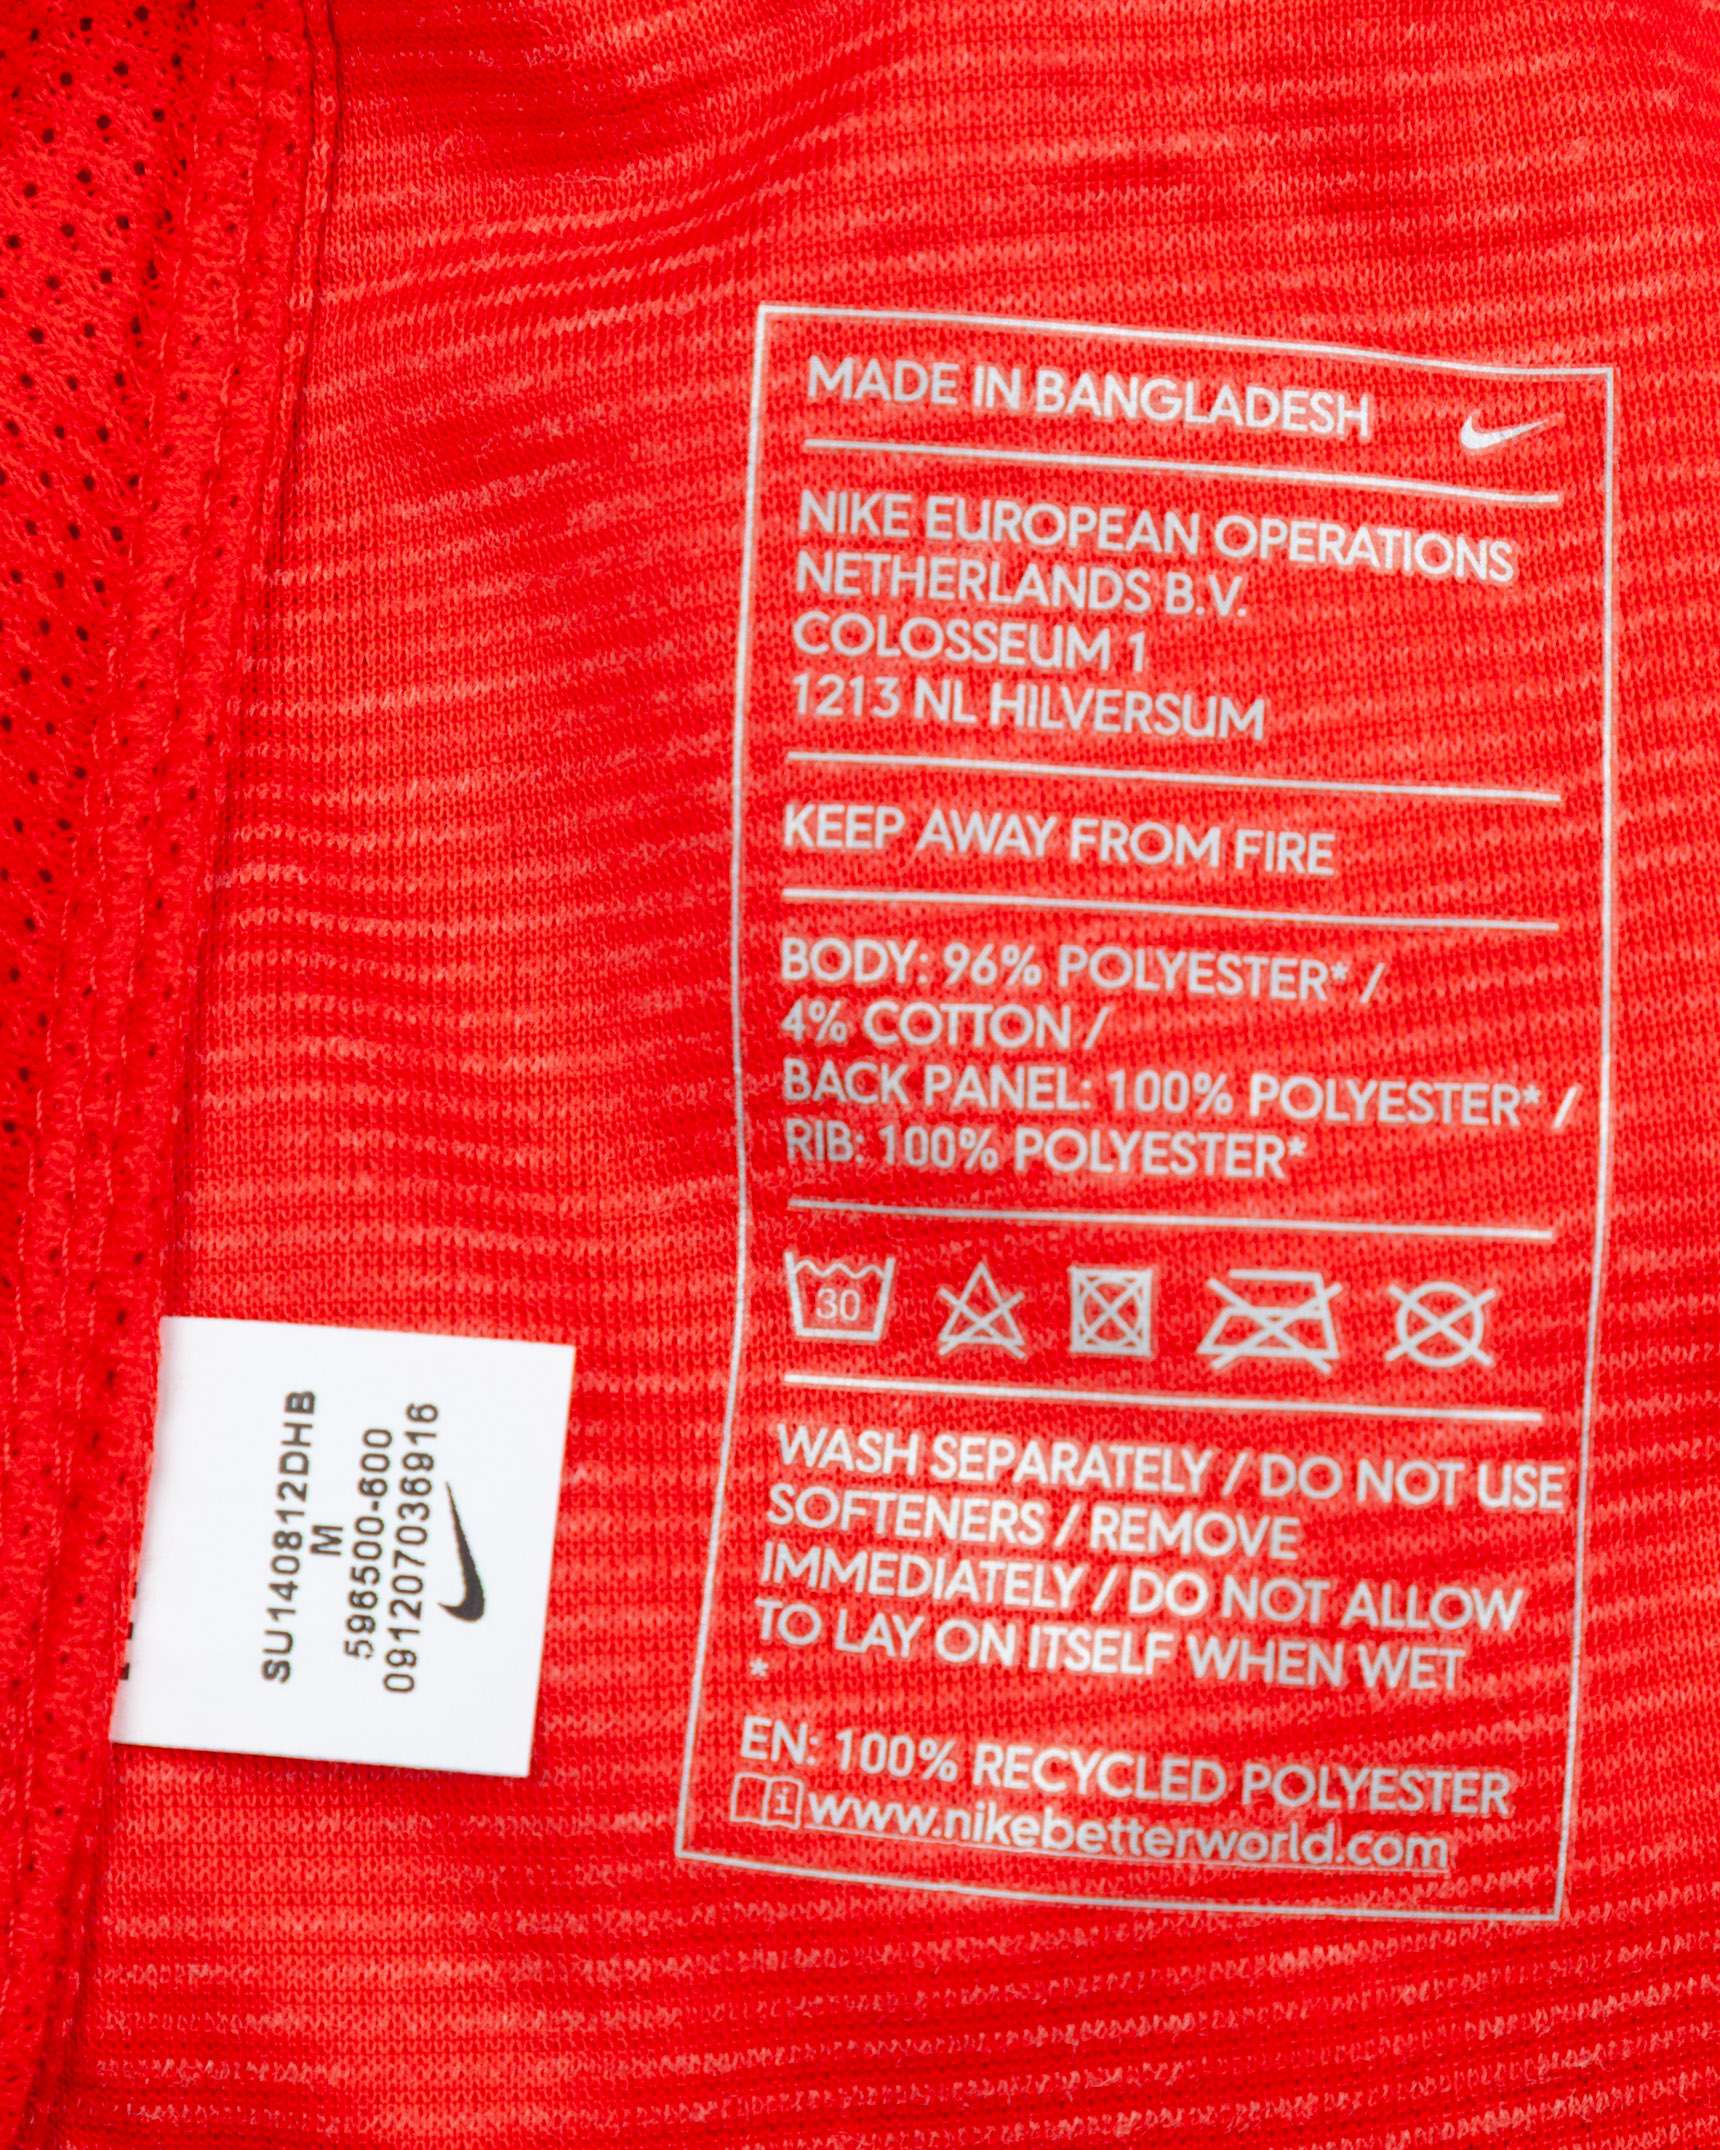 MADE IN BANGLADESH
NIKE EUROPEAN OPERATIONS
NETHERLANDS B.V.
COLOSSEUM 1
1213 NL HILVERSUM
KEEP AWAY FROM FIRE
BODY: 96% POLYESTER* /
4% COTTON /
BACK PANEL: 100% POLYESTER* /
RIB: 100% POLYESTER*
30
WASH SEPARATELY / DO NOT USE
SOFTENERS / REMOVE
IMMEDIATELY / DO NOT ALLOW
TO LAY ON ITSELF WHEN WET
*
EN: 100% RECYCLED POLYESTER
i www.nikebetterworld.com
SU140812DHB
M
596500-600
091207036916